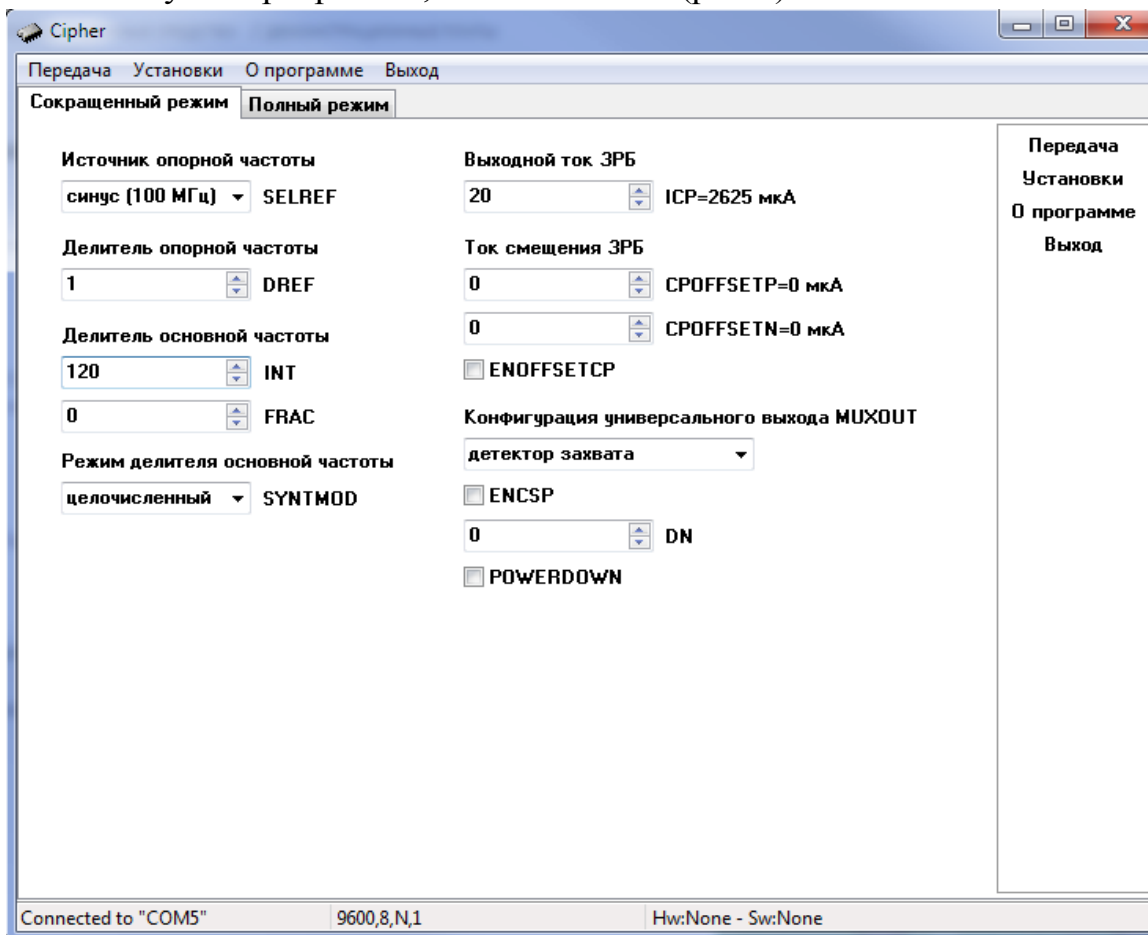 Cipher
Передача Установки О программе Выход
Сокращенный режим Полный режим
Источник опорной частоты
синус (100 МГц) SELREF
Делитель опорной частоты
1 DREF
Делитель основной частоты
120 INT
0 FRAC
Режим делителя основной частоты
целочисленный SYNTMOD
Выходной ток ЗРБ
20 ICP=2625 мкА
Ток смещения ЗРБ
0 CPOFFSETP=0 мкА
0 CPOFFSETN=0 мкА
ENOFFSETCP
Конфигурация универсального выхода MUXOUT
детектор захвата
ENCSP
0 DN
POWERDOWN
Передача
Установки
О программе
Выход
Connected to "COM5" 9600,8,N,1 Hw:None - Sw:None